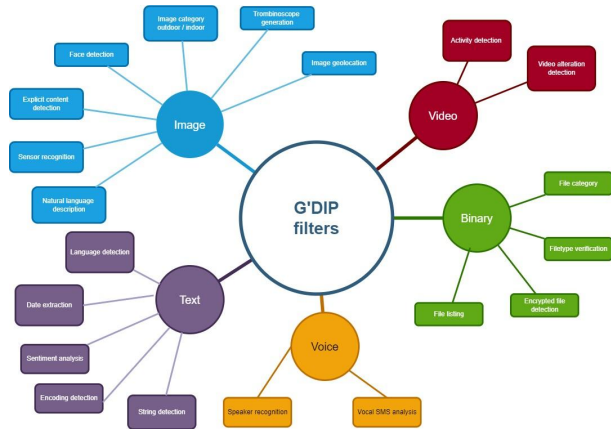 Image category
outdoor / indoor
Trombinoscope
generation
Face detection
Image geolocation
Explicit content
detection
Image
Sensor recognition
Natural language
description
Activity detection
Video alteration
detection
Video
G'DIP
filters
File category
Binary
Filetype verification
Encrypted file
detection
File listing
Language detection
Text
Date extraction
Sentiment analysis
Encoding detection
String detection
Voice
Speaker recognition
Vocal SMS analysis